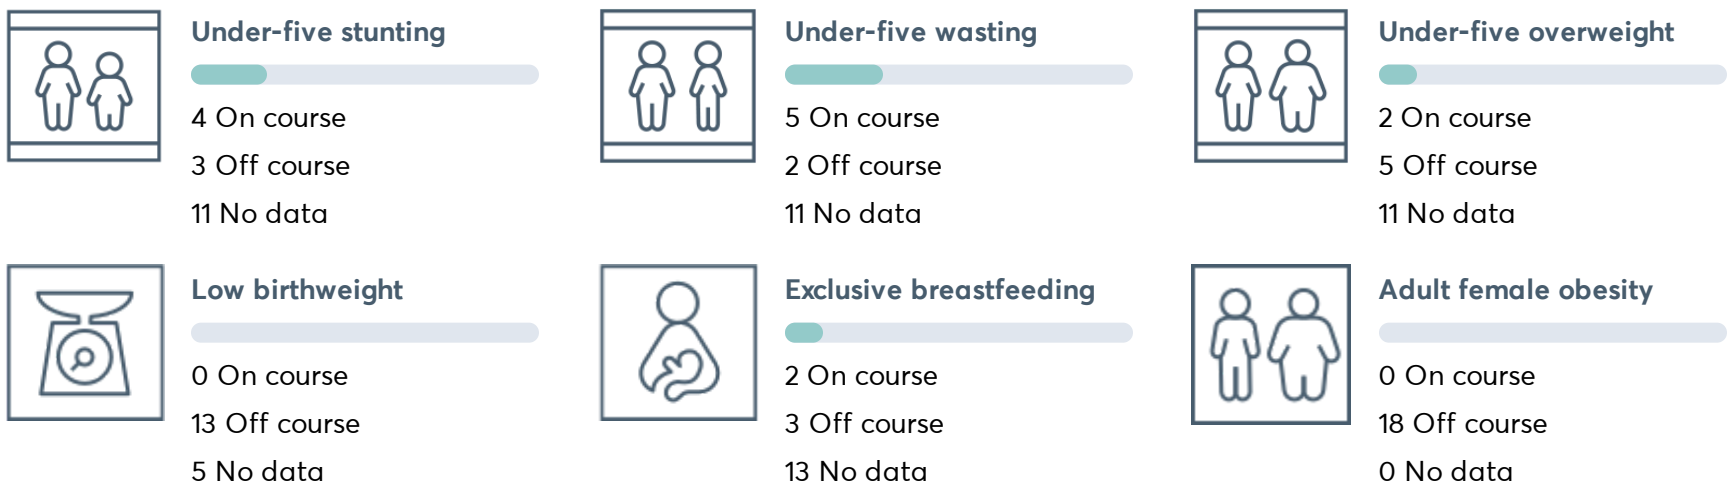 Under-five stunting
4 On course
3 Off course
11 No data
Under-five wasting
5 On course
2 Off course
11 No data
Under-five overweight
2 On course
5 Off course
11 No data
Low birthweight
0 On course
13 Off course
5 No data
Exclusive breastfeeding
2 On course
3 Off course
13 No data
Adult female obesity
0 On course
18 Off course
0 No data